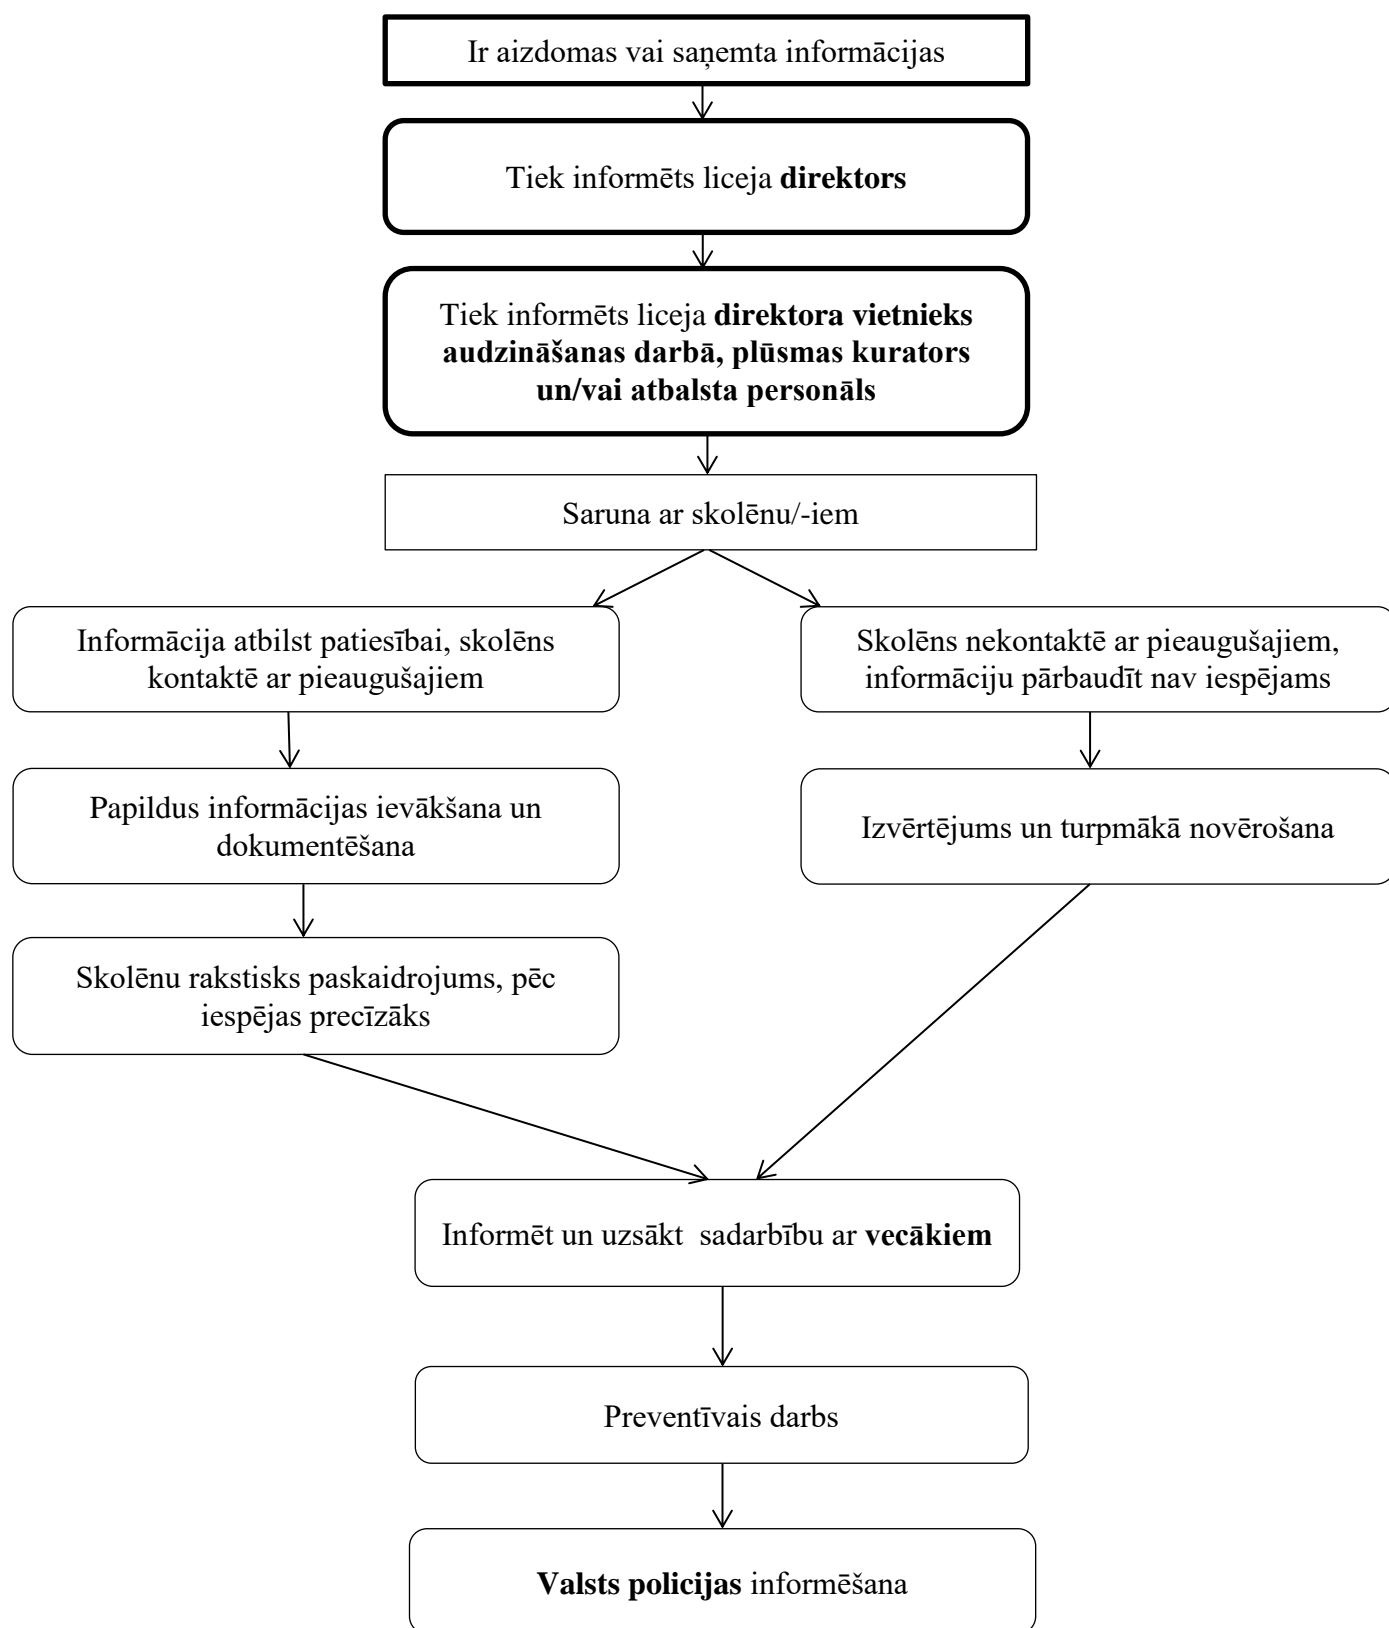 Ir aizdomas vai saņemta informācijas
Tiek informēts liceja direktors
Tiek informēts liceja direktora vietnieks
audzināšanas darbā, plūsmas kurators
un/vai atbalsta personāls
Saruna ar skolēnu/-iem
Informācija atbilst patiesībai, skolēns
kontaktē ar pieaugušajiem
Skolēns nekontaktē ar pieaugušajiem,
informāciju pārbaudīt nav iespējams
Papildus informācijas ievākšana un
dokumentēšana
Izvērtējums un turpmākā novērošana
Skolēnu rakstisks paskaidrojums, pēc
iespējas precīzāks
Informēt un uzsākt  sadarbību ar vecākiem
Preventīvais darbs
Valsts policijas informēšana